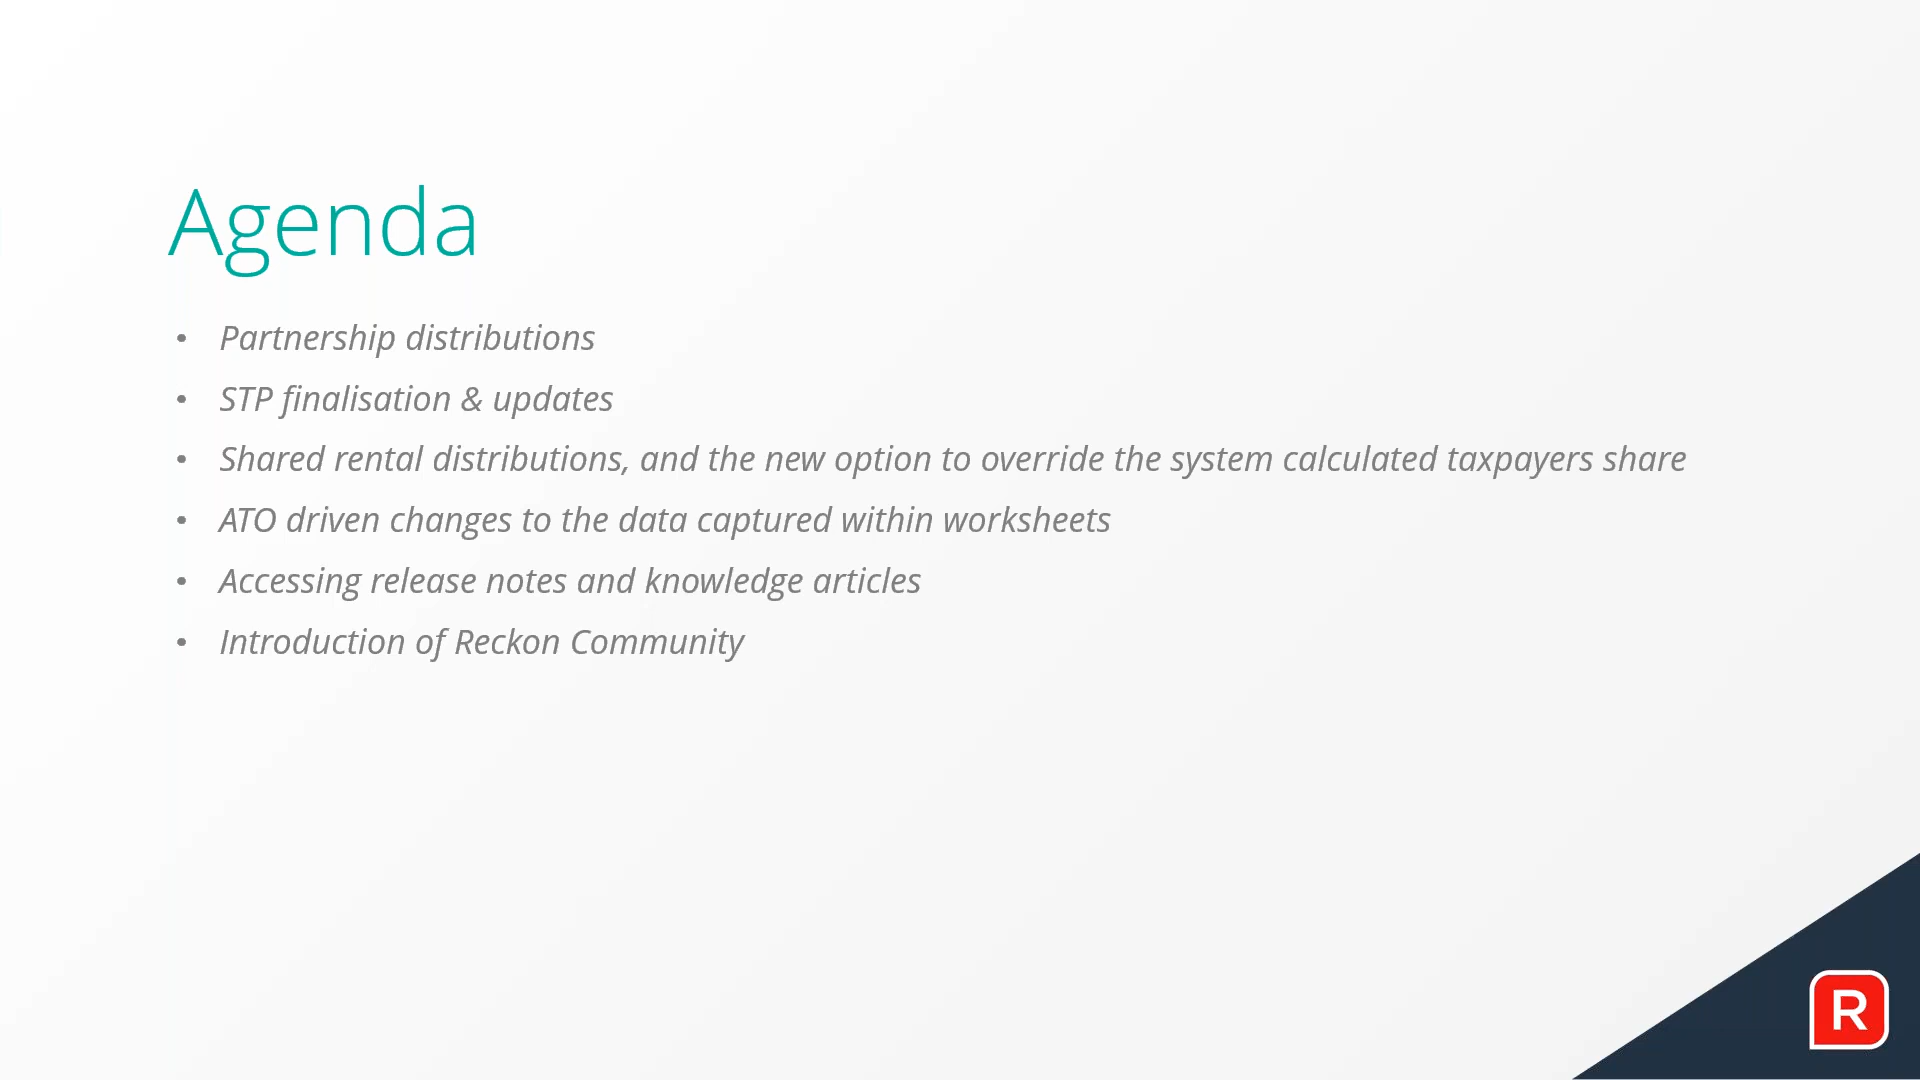 Agenda
• Partnership distributions
• STP finalisation & updates
• Shared rental distributions, and the new option to override the system calculated taxpayers share
• ATO driven changes to the data captured within worksheets
• Accessing release notes and knowledge articles
• Introduction of Reckon Community
R